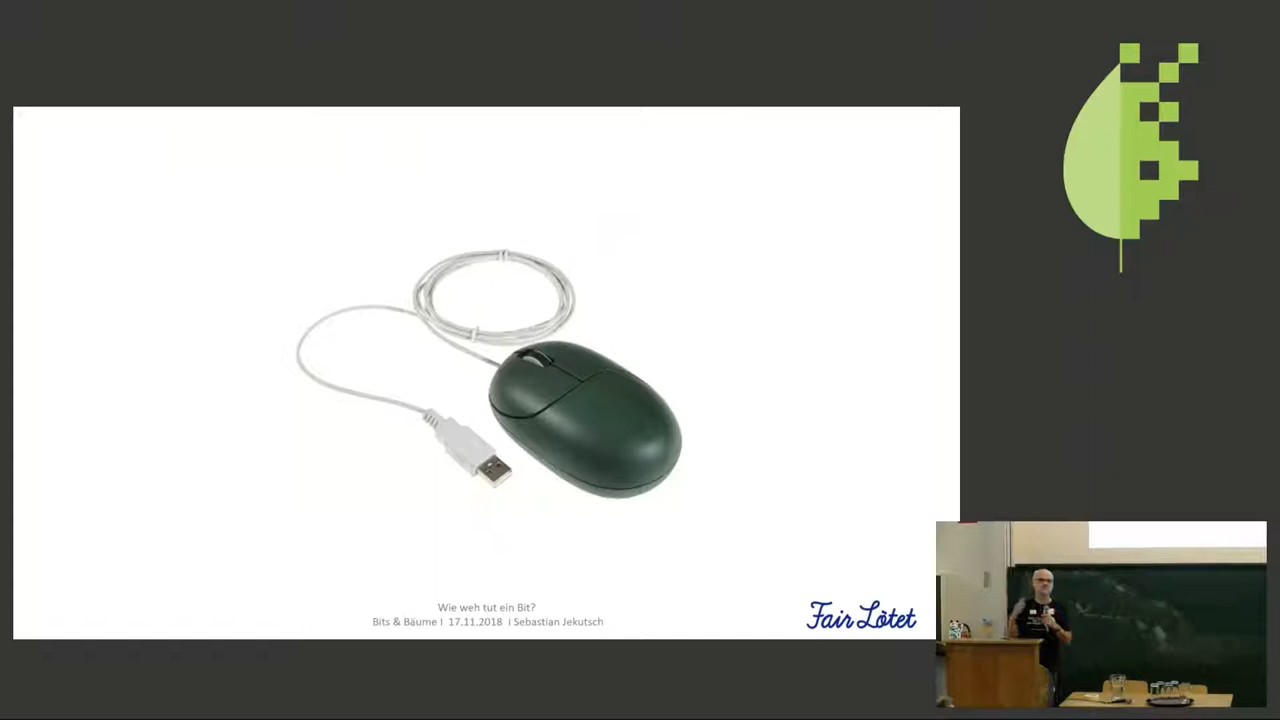 Wie weh tut ein Bit?
Bits & Bäume I 17.11.2018 I Sebastian Jekutsch
Fair Lötet